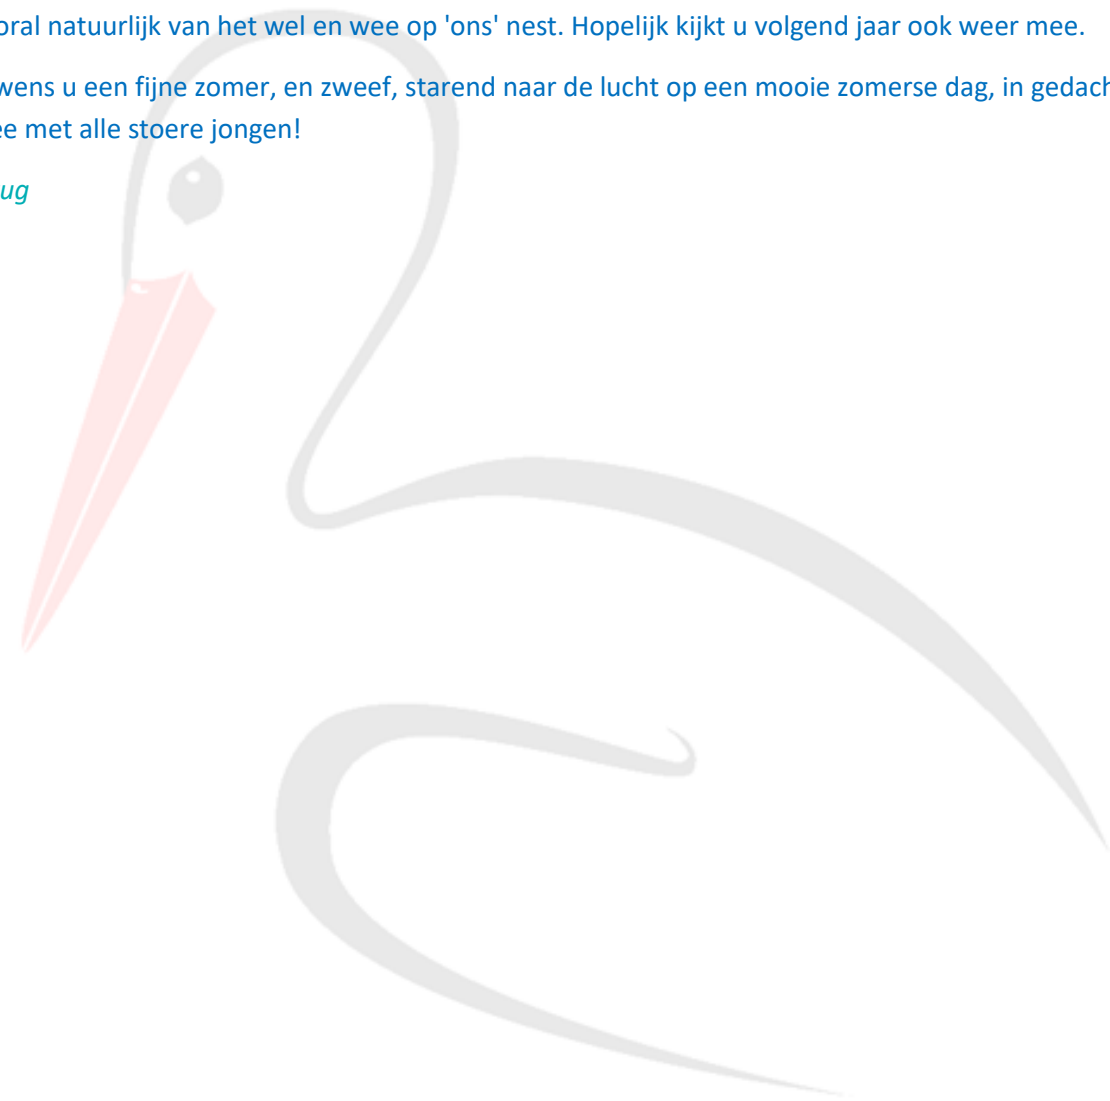 oral natuurlijk van het wel en wee op 'ons' nest. Hopelijk kijkt u volgend jaar ook weer mee.
wens u een fijne zomer, en zweef, starend naar de lucht op een mooie zomerse dag, in gedach
ee met alle stoere jongen!
ug